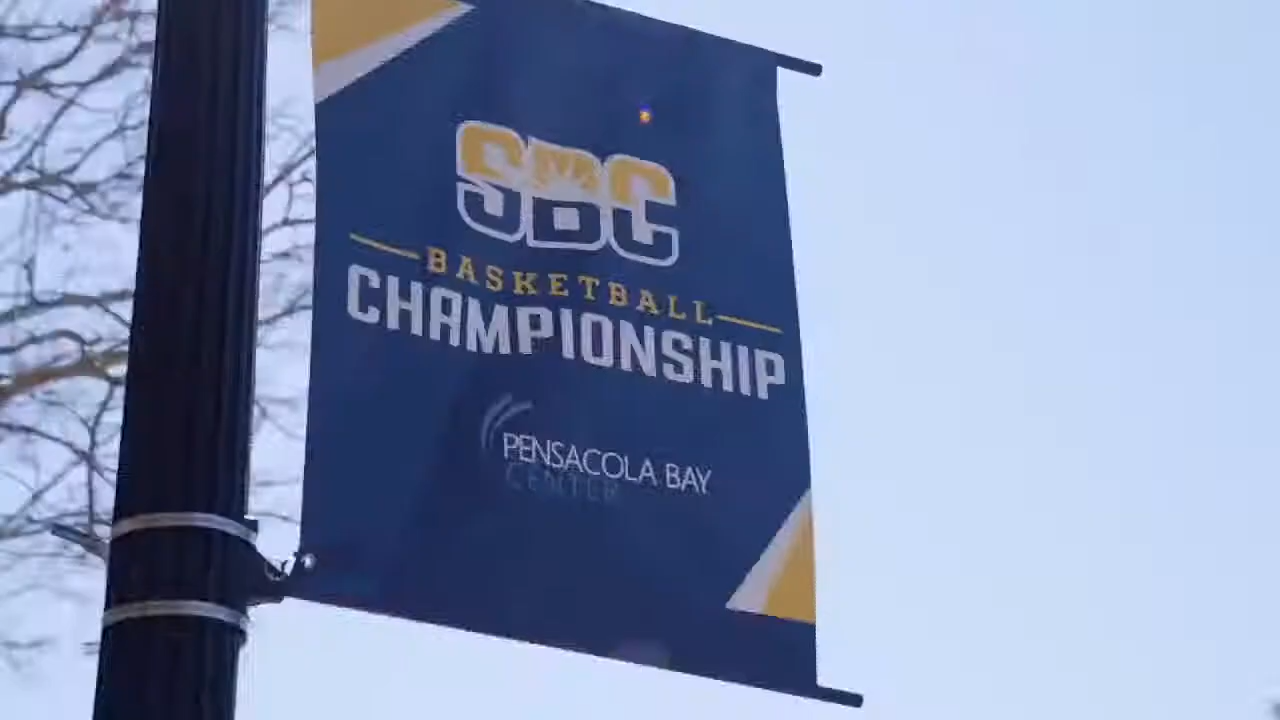 SBC
BASKETBALL
CHAMPIONSHIP
PENSACOLA BAY
CENTER